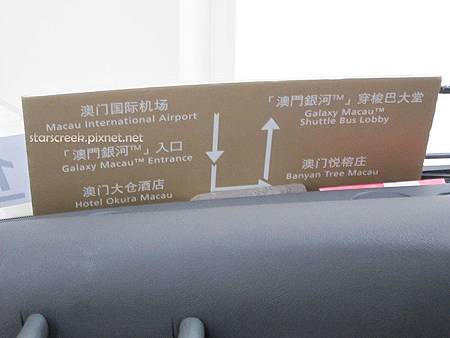 澳门国际机场
Macau International Airport
starscreek.pixnet.net
「澳門銀河™」入口
Galaxy Macau™ Entrance
澳门大仓酒店
Hotel Okura Macau
「澳門銀河™」穿梭巴大堂
Galaxy Macau™
Shuttle Bus Lobby
澳门悦榕庄
Banyan Tree Macau